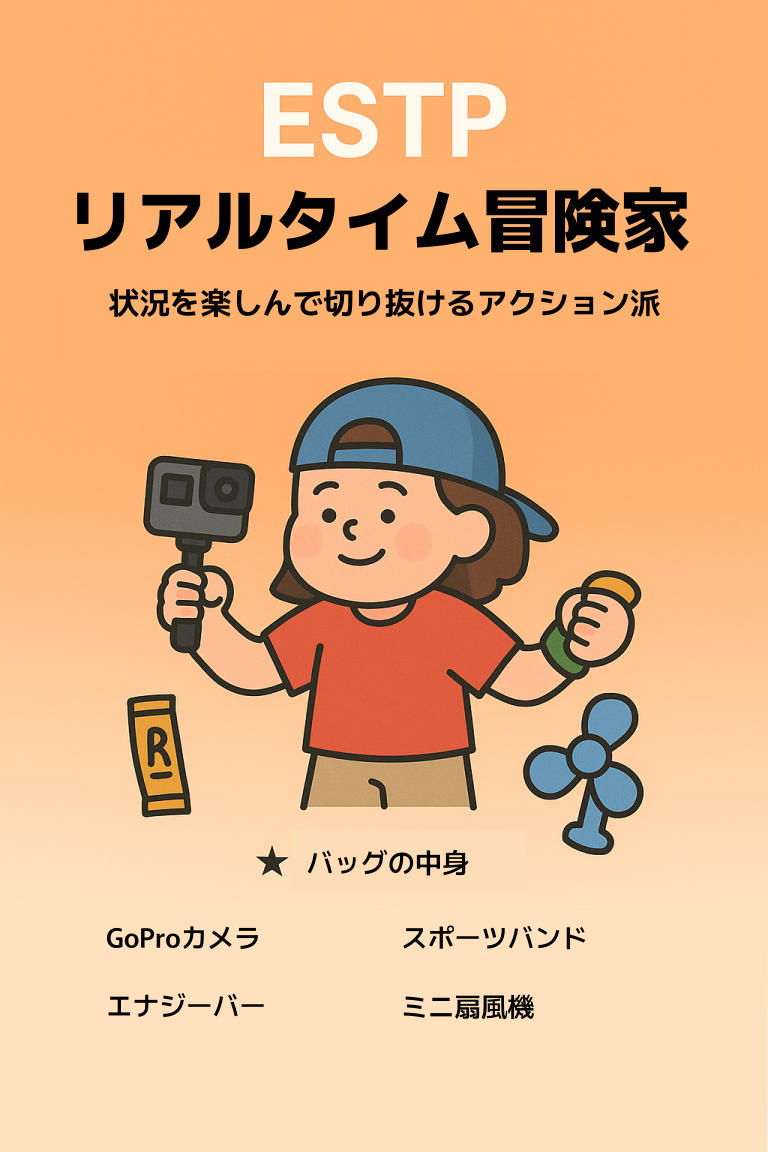 ESTP
リアルタイム冒険家
状況を楽しんで切り抜けるアクション派
R
★ バッグの中身
GoProカメラ スポーツバンド
エナジーバー ミニ扇風機